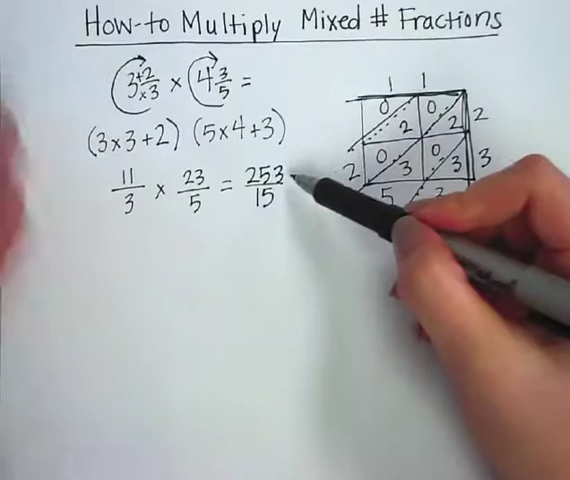 How-to Multiply Mixed # Fractions
3 +2/×3 × 4 3/5 =
(3×3+2) (5×4+3)
11/3 × 23/5 = 253/15
1 1
0 0 2
2 2
0 0 3
2 3 3
5 3